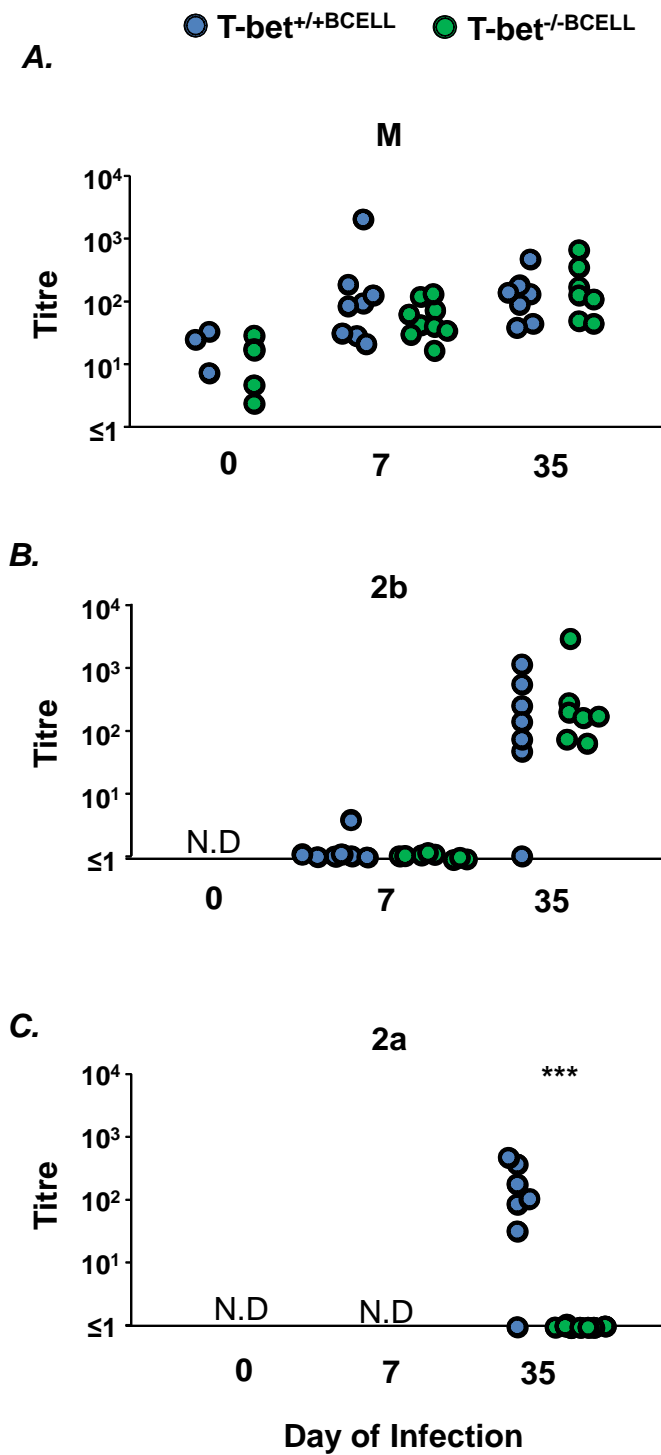 T-bet+/+BCELL T-bet-/-BCELL
A.
M
10⁴
10³
10²
10¹
≤1
Titre
0 7 35
B.
2b
10⁴
10³
10²
10¹
≤1
Titre
N.D
0 7 35
C.
2a
***
10⁴
10³
10²
10¹
≤1
Titre
N.D N.D
0 7 35
Day of Infection